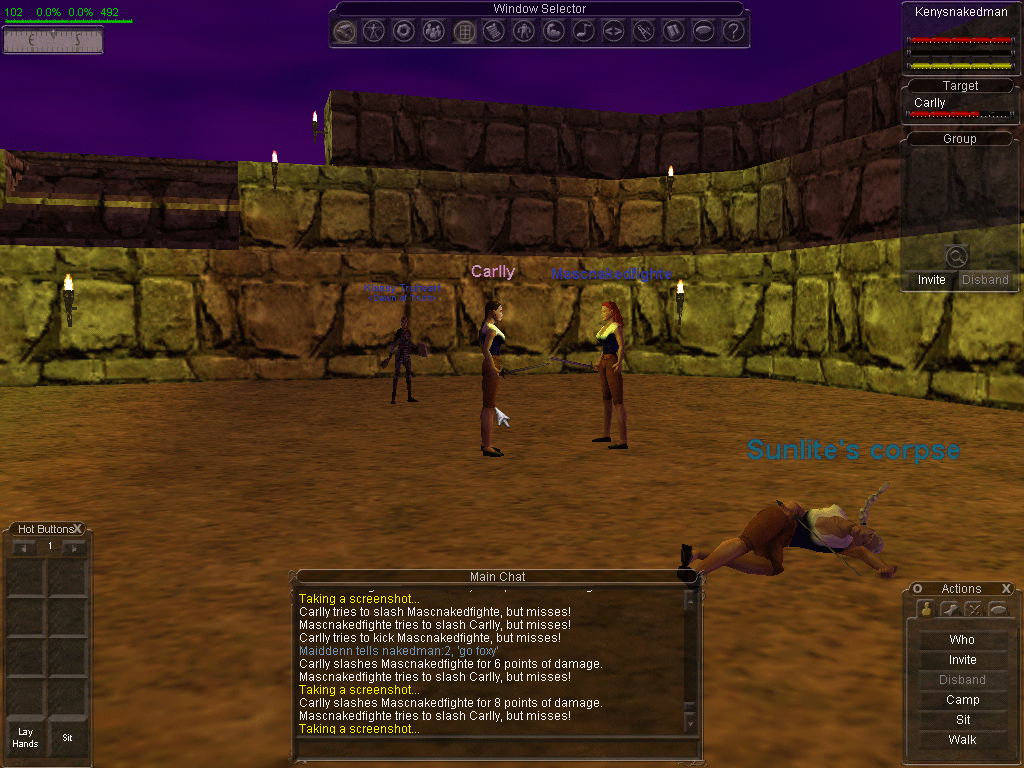 102 0.0% 0.0% 492
E S
Window Selector
?
Kenysnakedman
Target
Carlly
Group
Invite Disband
Carlly
Mascnakedfighte
Sunlite's corpse
Hot Buttons X
1
Lay Hands
Sit
Main Chat
Taking a screenshot...
Carlly tries to slash Mascnakedfighte, but misses!
Mascnakedfighte tries to slash Carlly, but misses!
Carlly tries to kick Mascnakedfighte, but misses!
Maiddenn tells nakedman:2, 'go foxy'
Carlly slashes Mascnakedfighte for 6 points of damage.
Mascnakedfighte tries to slash Carlly, but misses!
Taking a screenshot...
Carlly slashes Mascnakedfighte for 8 points of damage.
Mascnakedfighte tries to slash Carlly, but misses!
Taking a screenshot...
O Actions X
Who
Invite
Disband
Camp
Sit
Walk